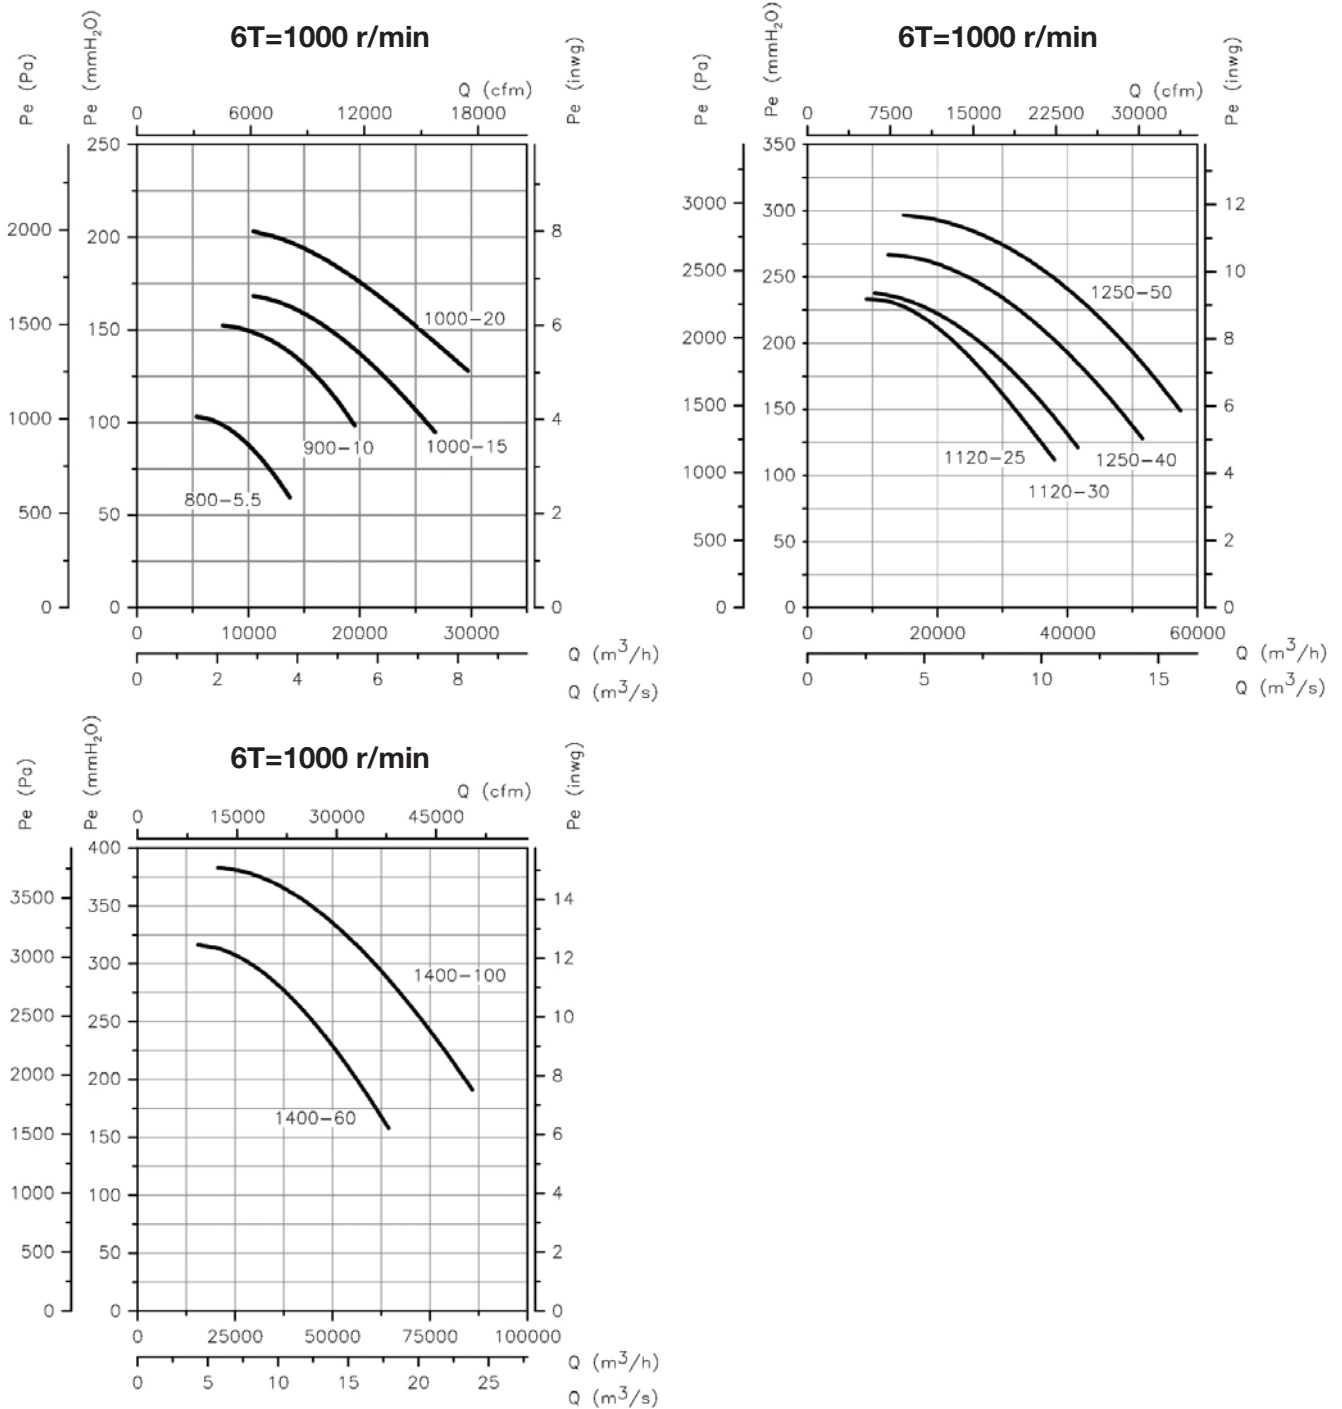 6T=1000 r/min
Q (cfm)
Pe (Pa)
Pe (mmH2O)
Pe (inwg)
0 6000 12000 18000
250
2000 200 8
1500 150 6
1000 100 4
500 50 2
0 0 0
1000-20
1000-15
900-10
800-5.5
0 10000 20000 30000
Q (m³/h)
0 2 4 6 8
Q (m³/s)
6T=1000 r/min
Q (cfm)
Pe (Pa)
Pe (mmH2O)
Pe (inwg)
0 7500 15000 22500 30000
350
3000 300 12
2500 250 10
2000 200 8
1500 150 6
1000 100 4
500 50 2
0 0 0
1250-50
1250-40
1120-25
1120-30
0 20000 40000 60000
Q (m³/h)
0 5 10 15
Q (m³/s)
6T=1000 r/min
Q (cfm)
Pe (Pa)
Pe (mmH2O)
Pe (inwg)
0 15000 30000 45000
400
3500 350 14
3000 300 12
2500 250 10
2000 200 8
1500 150 6
1000 100 4
500 50 2
0 0 0
1400-100
1400-60
0 25000 50000 75000 100000
Q (m³/h)
0 5 10 15 20 25
Q (m³/s)